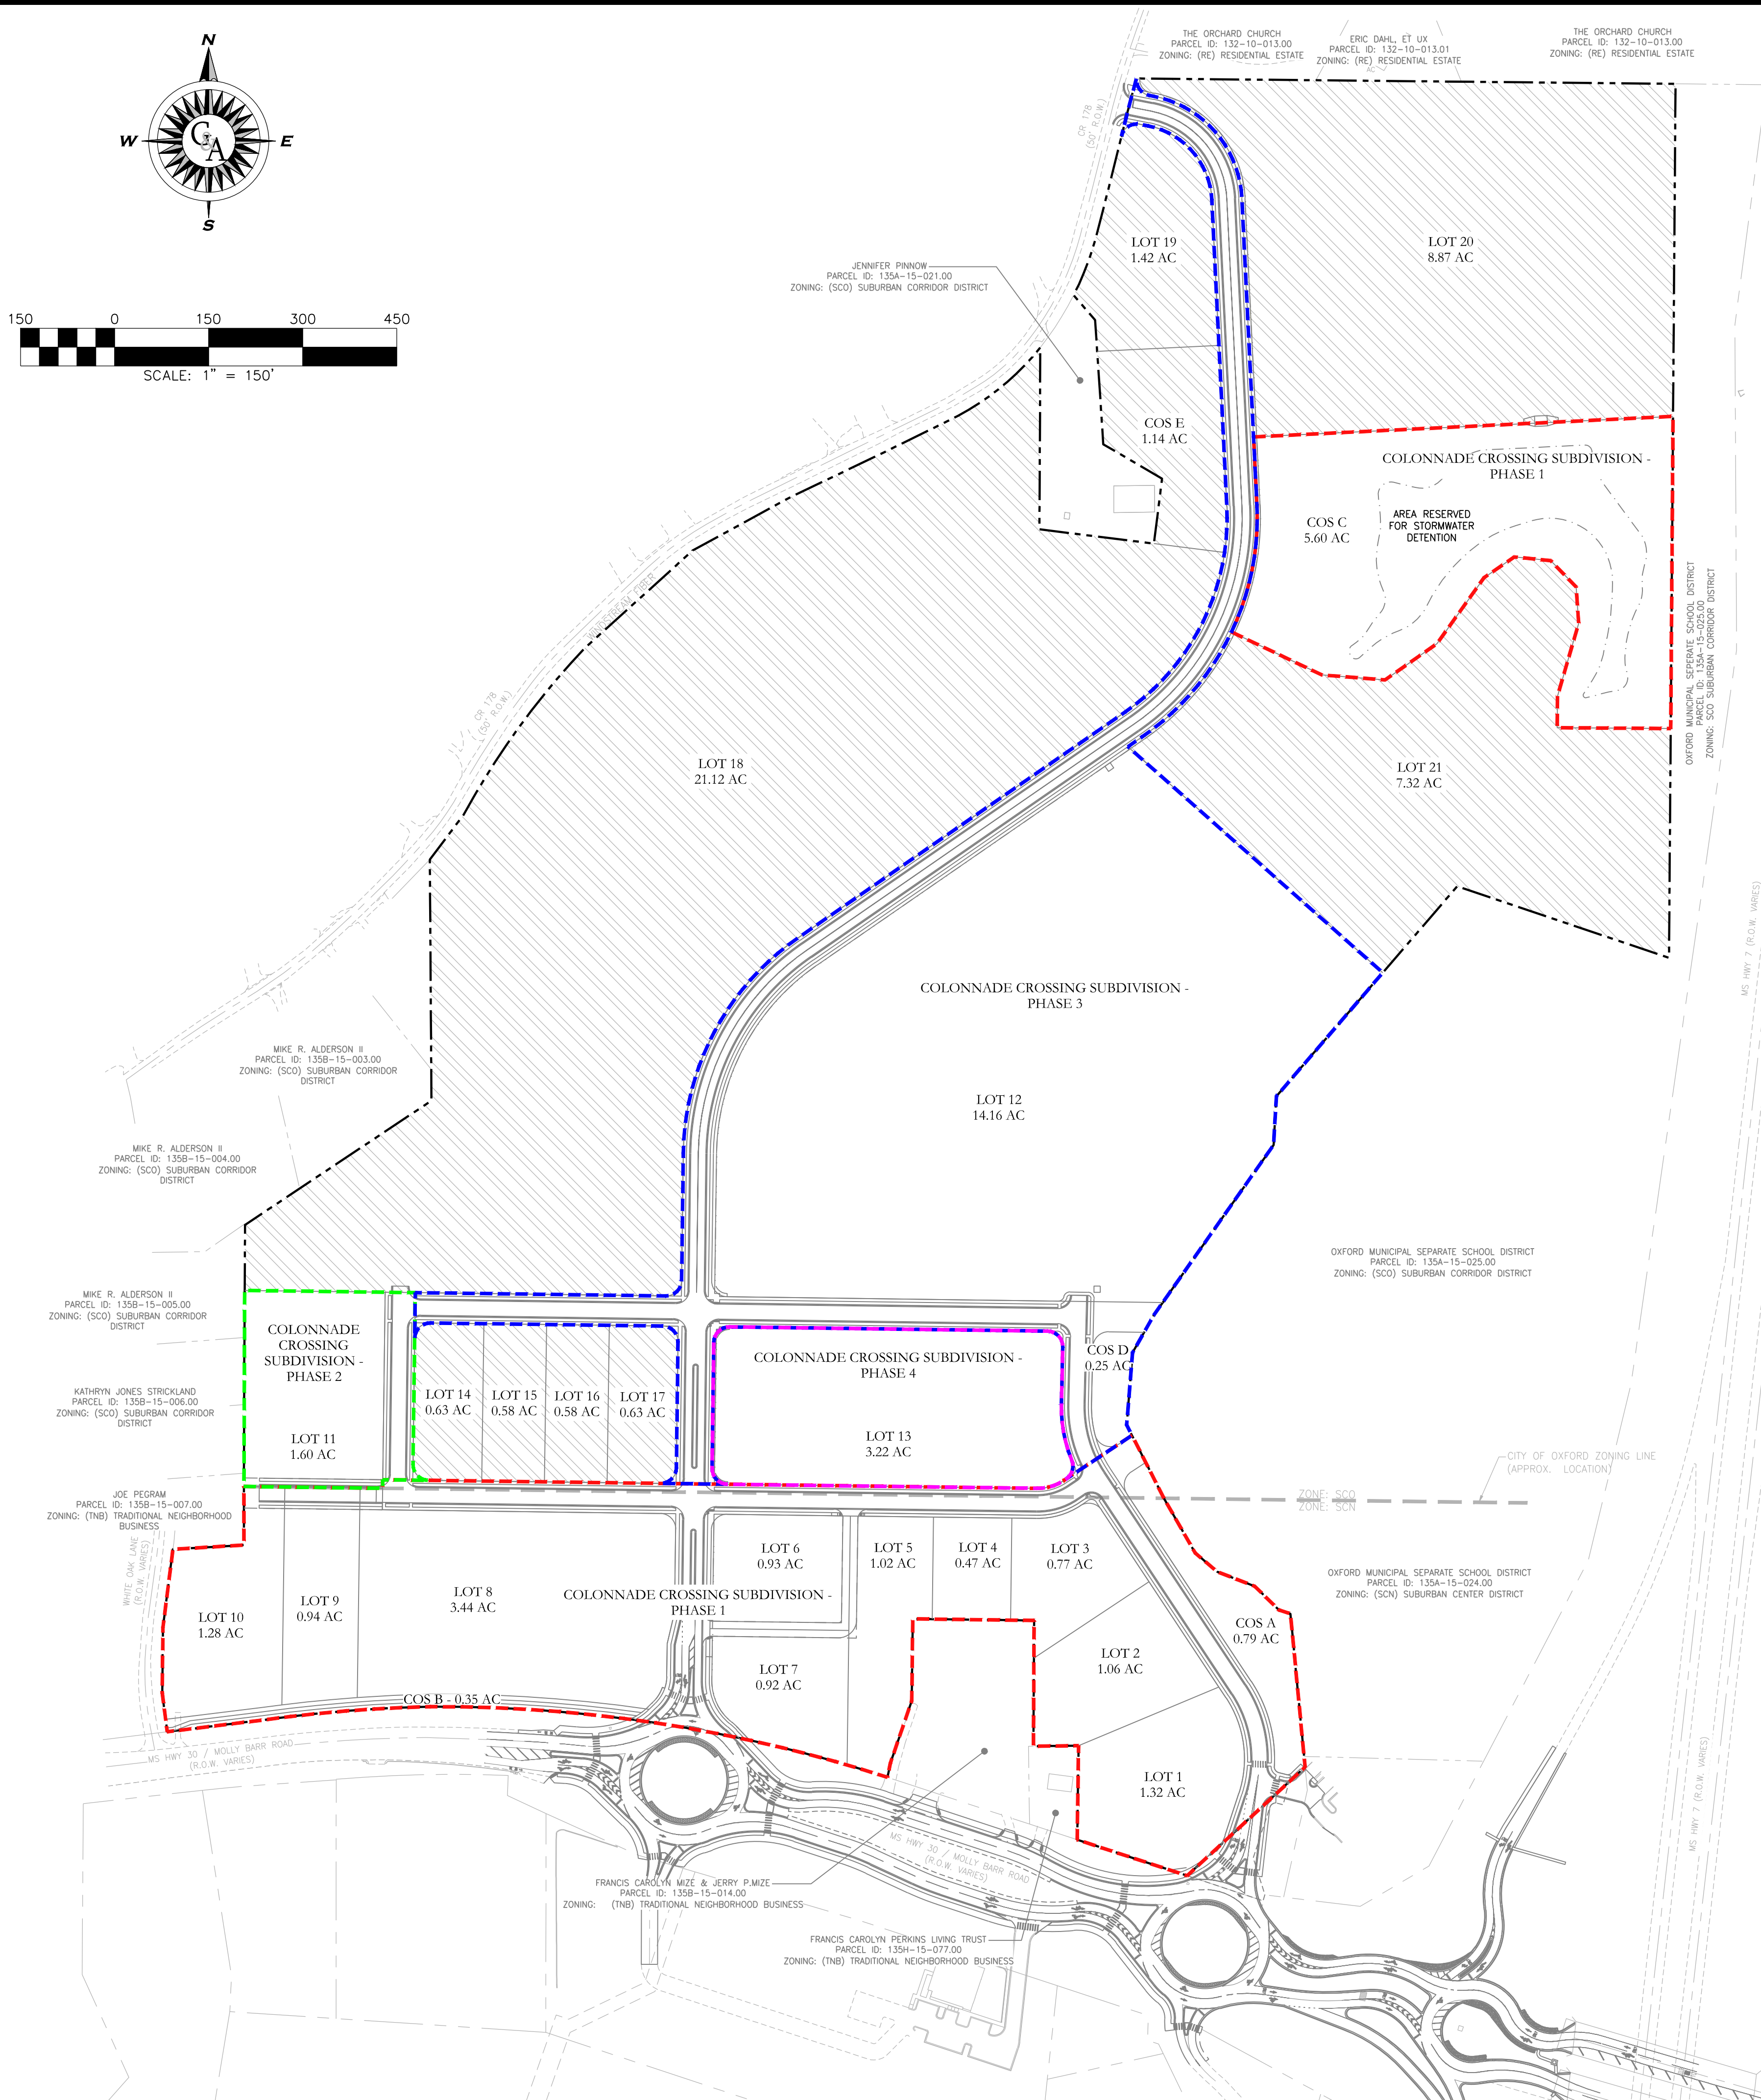 N
W
E
S
G&A
150 0 150 300 450
SCALE: 1" = 150'
THE ORCHARD CHURCH
PARCEL ID: 132-10-013.00
ZONING: (RE) RESIDENTIAL ESTATE
ERIC DAHL, ET UX
PARCEL ID: 132-10-013.01
ZONING: (RE) RESIDENTIAL ESTATE
THE ORCHARD CHURCH
PARCEL ID: 132-10-013.00
ZONING: (RE) RESIDENTIAL ESTATE
CR 178
(50' R.O.W.)
LOT 19
1.42 AC
LOT 20
8.87 AC
JENNIFER PINNOW
PARCEL ID: 135A-15-021.00
ZONING: (SCO) SUBURBAN CORRIDOR DISTRICT
COS E
1.14 AC
COLONNADE CROSSING SUBDIVISION -
PHASE 1
AREA RESERVED
FOR STORMWATER
DETENTION
COS C
5.60 AC
OXFORD MUNICIPAL SEPERATE SCHOOL DISTRICT
PARCEL ID: 135A-15-025.00
ZONING: SCO SUBURBAN CORRIDOR DISTRICT
WINDSTREAM FIBER
CR 178
(50' R.O.W.)
LOT 18
21.12 AC
LOT 21
7.32 AC
MS HWY 7 (R.O.W. VARIES)
COLONNADE CROSSING SUBDIVISION -
PHASE 3
LOT 12
14.16 AC
MIKE R. ALDERSON II
PARCEL ID: 135B-15-003.00
ZONING: (SCO) SUBURBAN CORRIDOR
DISTRICT
MIKE R. ALDERSON II
PARCEL ID: 135B-15-004.00
ZONING: (SCO) SUBURBAN CORRIDOR
DISTRICT
OXFORD MUNICIPAL SEPARATE SCHOOL DISTRICT
PARCEL ID: 135A-15-025.00
ZONING: (SCO) SUBURBAN CORRIDOR DISTRICT
MIKE R. ALDERSON II
PARCEL ID: 135B-15-005.00
ZONING: (SCO) SUBURBAN CORRIDOR
DISTRICT
COLONNADE
CROSSING
SUBDIVISION -
PHASE 2
COLONNADE CROSSING SUBDIVISION -
PHASE 4
COS D
0.25 AC
KATHRYN JONES STRICKLAND
PARCEL ID: 135B-15-006.00
ZONING: (SCO) SUBURBAN CORRIDOR
DISTRICT
LOT 14
0.63 AC
LOT 15
0.58 AC
LOT 16
0.58 AC
LOT 17
0.63 AC
LOT 11
1.60 AC
LOT 13
3.22 AC
CITY OF OXFORD ZONING LINE
(APPROX. LOCATION)
ZONE: SCO
ZONE: SCN
JOE PEGRAM
PARCEL ID: 135B-15-007.00
ZONING: (TNB) TRADITIONAL NEIGHBORHOOD
BUSINESS
WHITE OAK LANE
(R.O.W. VARIES)
LOT 6
0.93 AC
LOT 5
1.02 AC
LOT 4
0.47 AC
LOT 3
0.77 AC
OXFORD MUNICIPAL SEPARATE SCHOOL DISTRICT
PARCEL ID: 135A-15-024.00
ZONING: (SCN) SUBURBAN CENTER DISTRICT
LOT 10
1.28 AC
LOT 9
0.94 AC
LOT 8
3.44 AC
COLONNADE CROSSING SUBDIVISION -
PHASE 1
COS A
0.79 AC
LOT 2
1.06 AC
LOT 7
0.92 AC
COS B - 0.35 AC
MS HWY 30 / MOLLY BARR ROAD
(R.O.W. VARIES)
LOT 1
1.32 AC
MS HWY 7 (R.O.W. VARIES)
MS HWY 30 / MOLLY BARR ROAD
(R.O.W. VARIES)
FRANCIS CAROLYN MIZE & JERRY P.MIZE
PARCEL ID: 135B-15-014.00
ZONING: (TNB) TRADITIONAL NEIGHBORHOOD BUSINESS
FRANCIS CAROLYN PERKINS LIVING TRUST
PARCEL ID: 135H-15-077.00
ZONING: (TNB) TRADITIONAL NEIGHBORHOOD BUSINESS